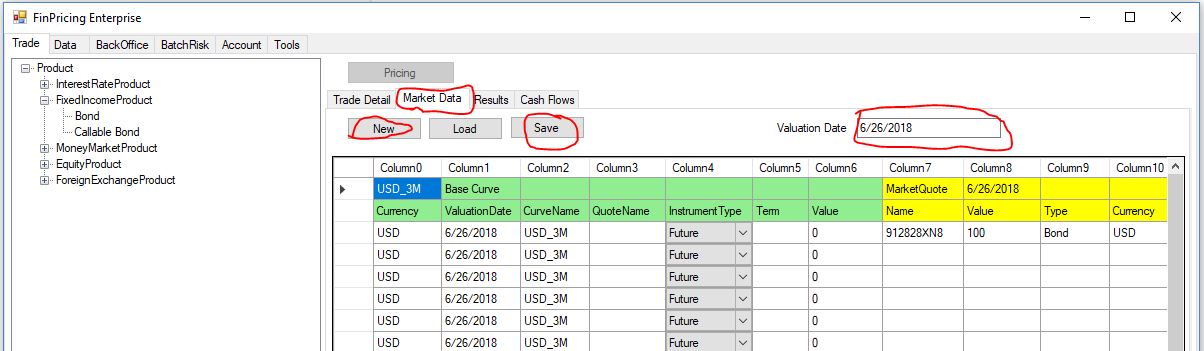 FinPricing Enterprise
Trade Data BackOffice BatchRisk Account Tools
Product
InterestRateProduct
FixedIncomeProduct
Bond
Callable Bond
MoneyMarketProduct
EquityProduct
ForeignExchangeProduct
Pricing
Trade Detail Market Data Results Cash Flows
New Load Save Valuation Date 6/26/2018
Column0 Column1 Column2 Column3 Column4 Column5 Column6 Column7 Column8 Column9 Column10
USD_3M Base Curve MarketQuote 6/26/2018
Currency ValuationDate CurveName QuoteName InstrumentType Term Value Name Value Type Currency
USD 6/26/2018 USD_3M Future 0 912828XN8 100 Bond USD
USD 6/26/2018 USD_3M Future 0
USD 6/26/2018 USD_3M Future 0
USD 6/26/2018 USD_3M Future 0
USD 6/26/2018 USD_3M Future 0
USD 6/26/2018 USD_3M Future 0